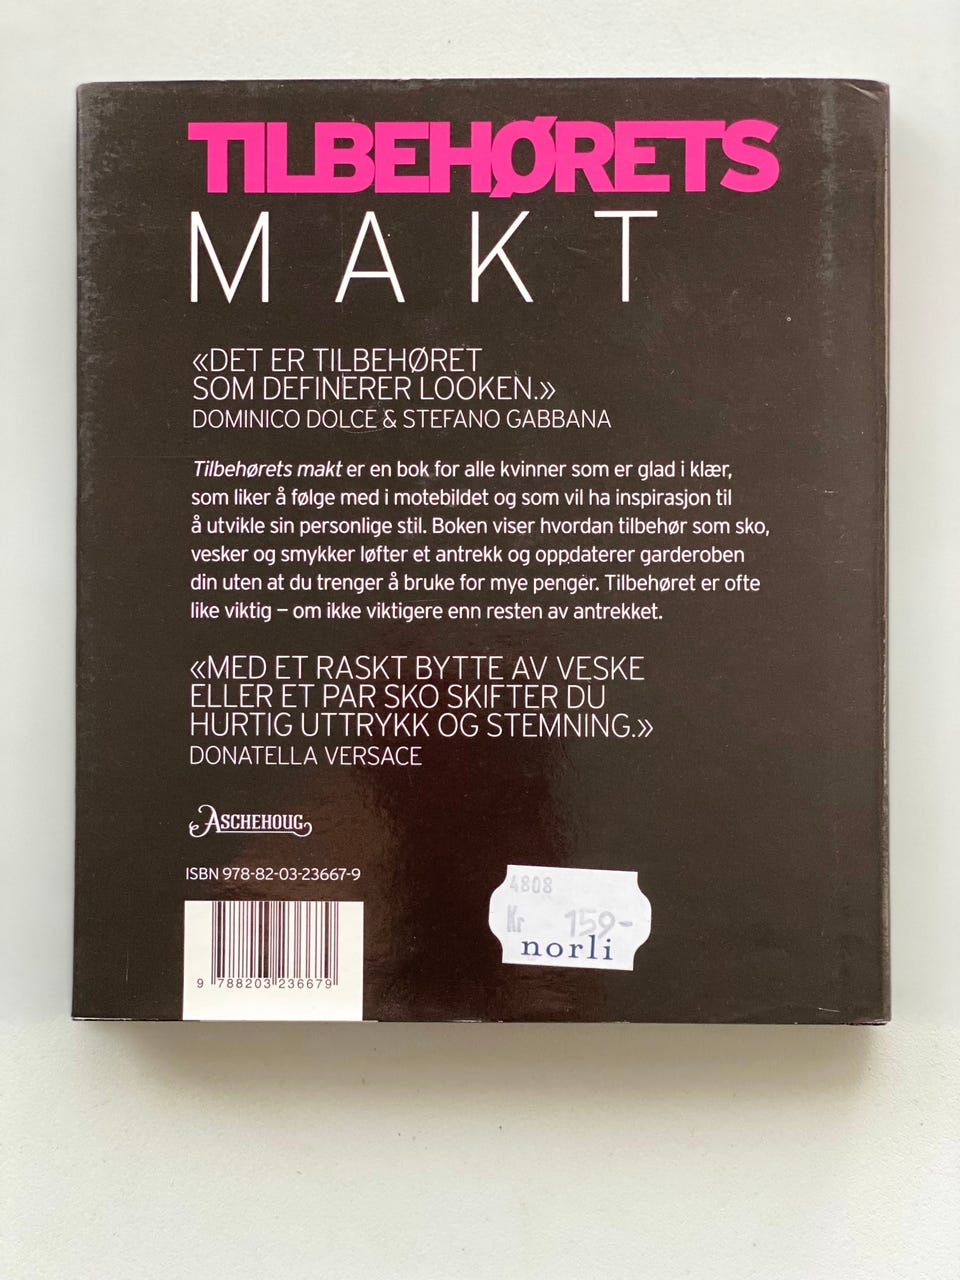 TILBEHØRETS
MAKT
«DET ER TILBEHØRET
SOM DEFINERER LOOKEN.»
DOMINICO DOLCE & STEFANO GABBANA
Tilbehørets makt er en bok for alle kvinner som er glad i klær,
som liker å følge med i motebildet og som vil ha inspirasjon til
å utvikle sin personlige stil. Boken viser hvordan tilbehør som sko,
vesker og smykker løfter et antrekk og oppdaterer garderoben
din uten at du trenger å bruke for mye penger. Tilbehøret er ofte
like viktig – om ikke viktigere enn resten av antrekket.
«MED ET RASKT BYTTE AV VESKE
ELLER ET PAR SKO SKIFTER DU
HURTIG UTTRYKK OG STEMNING.»
DONATELLA VERSACE
ASCHEHOUG
ISBN 978-82-03-23667-9
9 788203 236679
4808
Kr 159-
norli